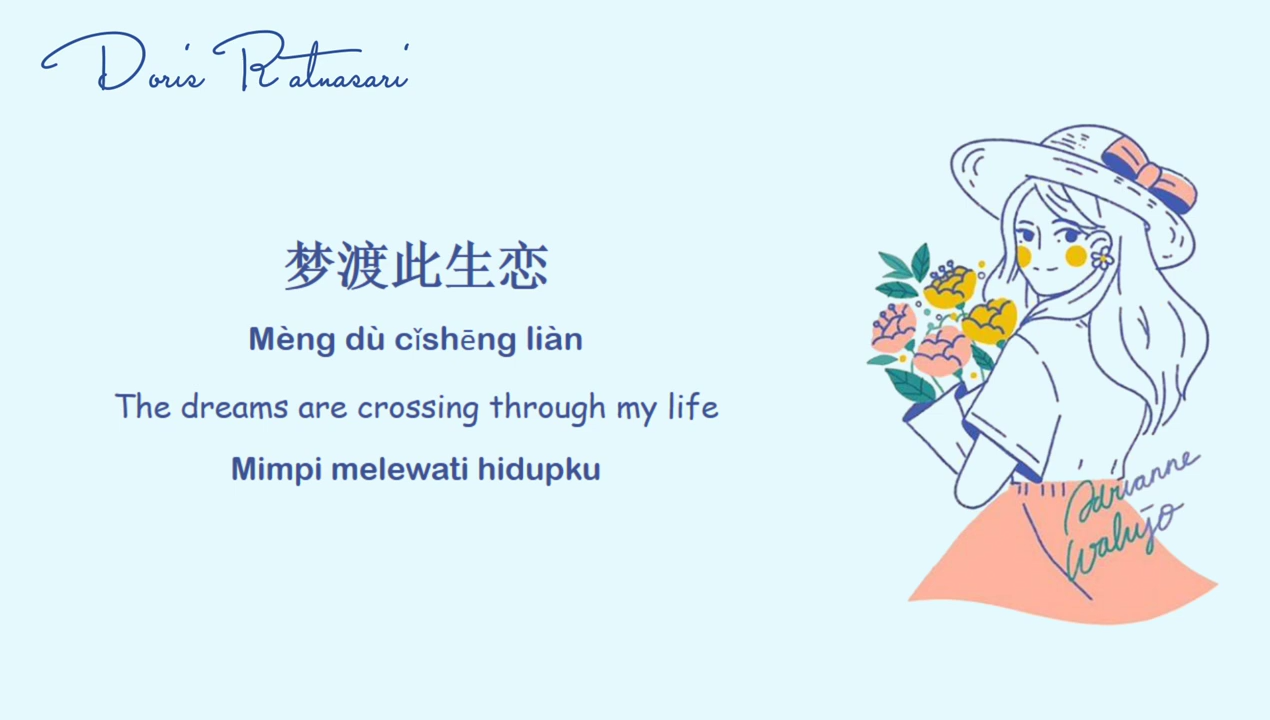 Doris Ratnasari
梦渡此生恋
Mèng dù cǐshēng liàn
The dreams are crossing through my life
Mimpi melewati hidupku
Adrianne
Walujo